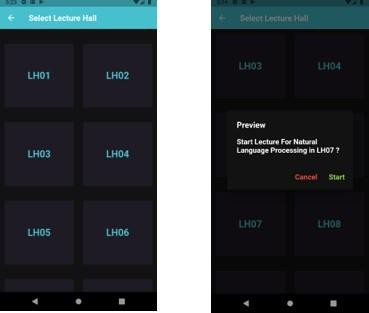 Select Lecture Hall
LH01
LH02
LH03
LH04
LH05
LH06
Select Lecture Hall
LH03
LH04
Preview
Start Lecture For Natural
Language Processing in LH07 ?
Cancel
Start
LH07
LH08